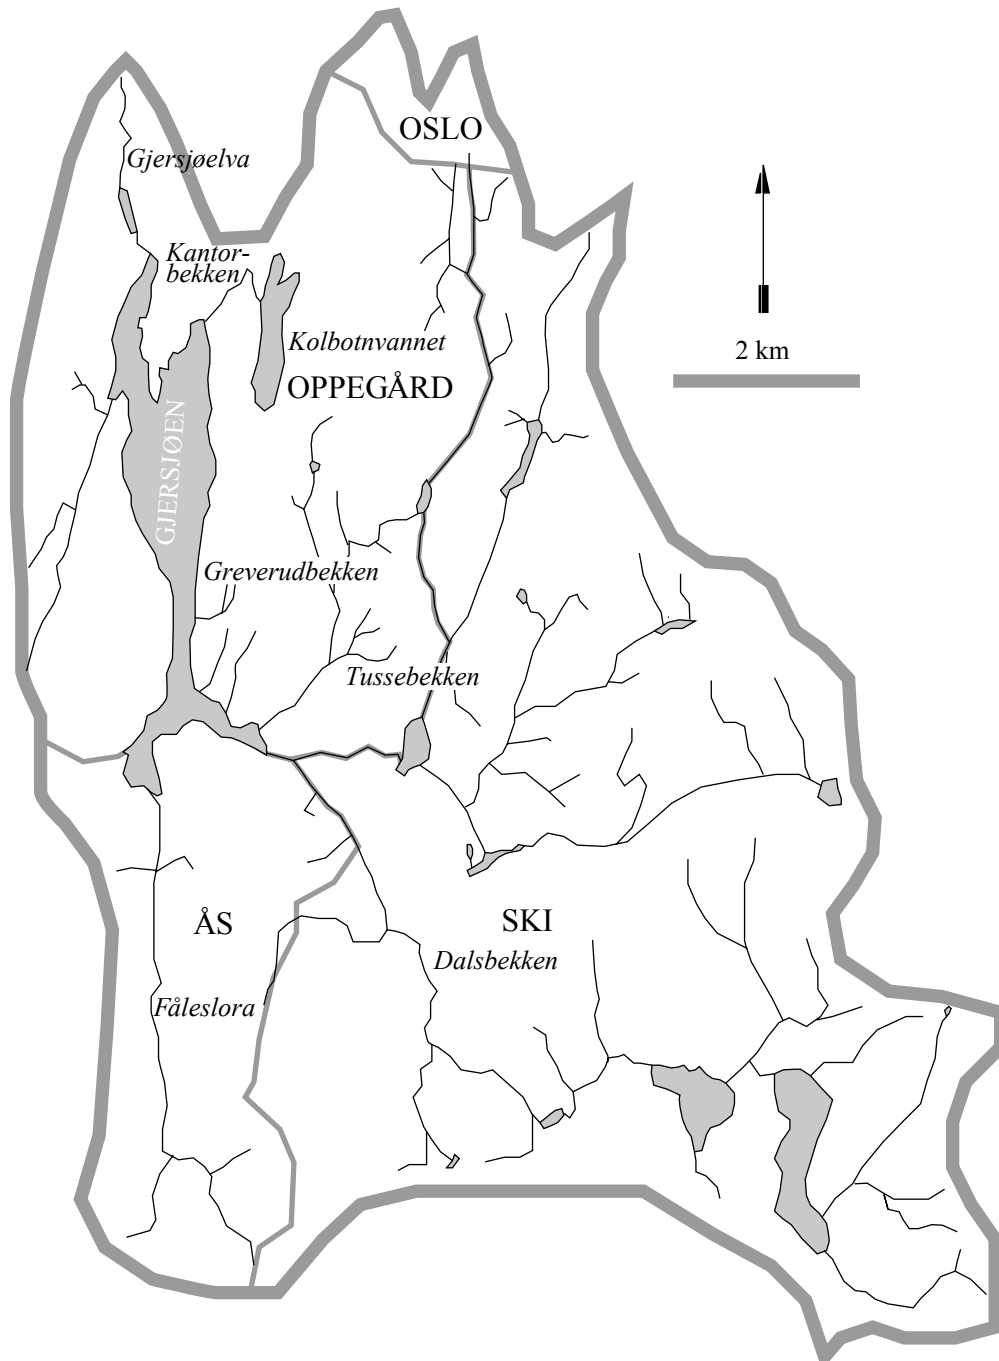 OSLO
Gjersjøelva
Kantor-
bekken
Kolbotnvannet
2 km
OPPEGÅRD
GJERSJØEN
Greverudbekken
Tussebekken
ÅS
SKI
Dalsbekken
Fåleslora